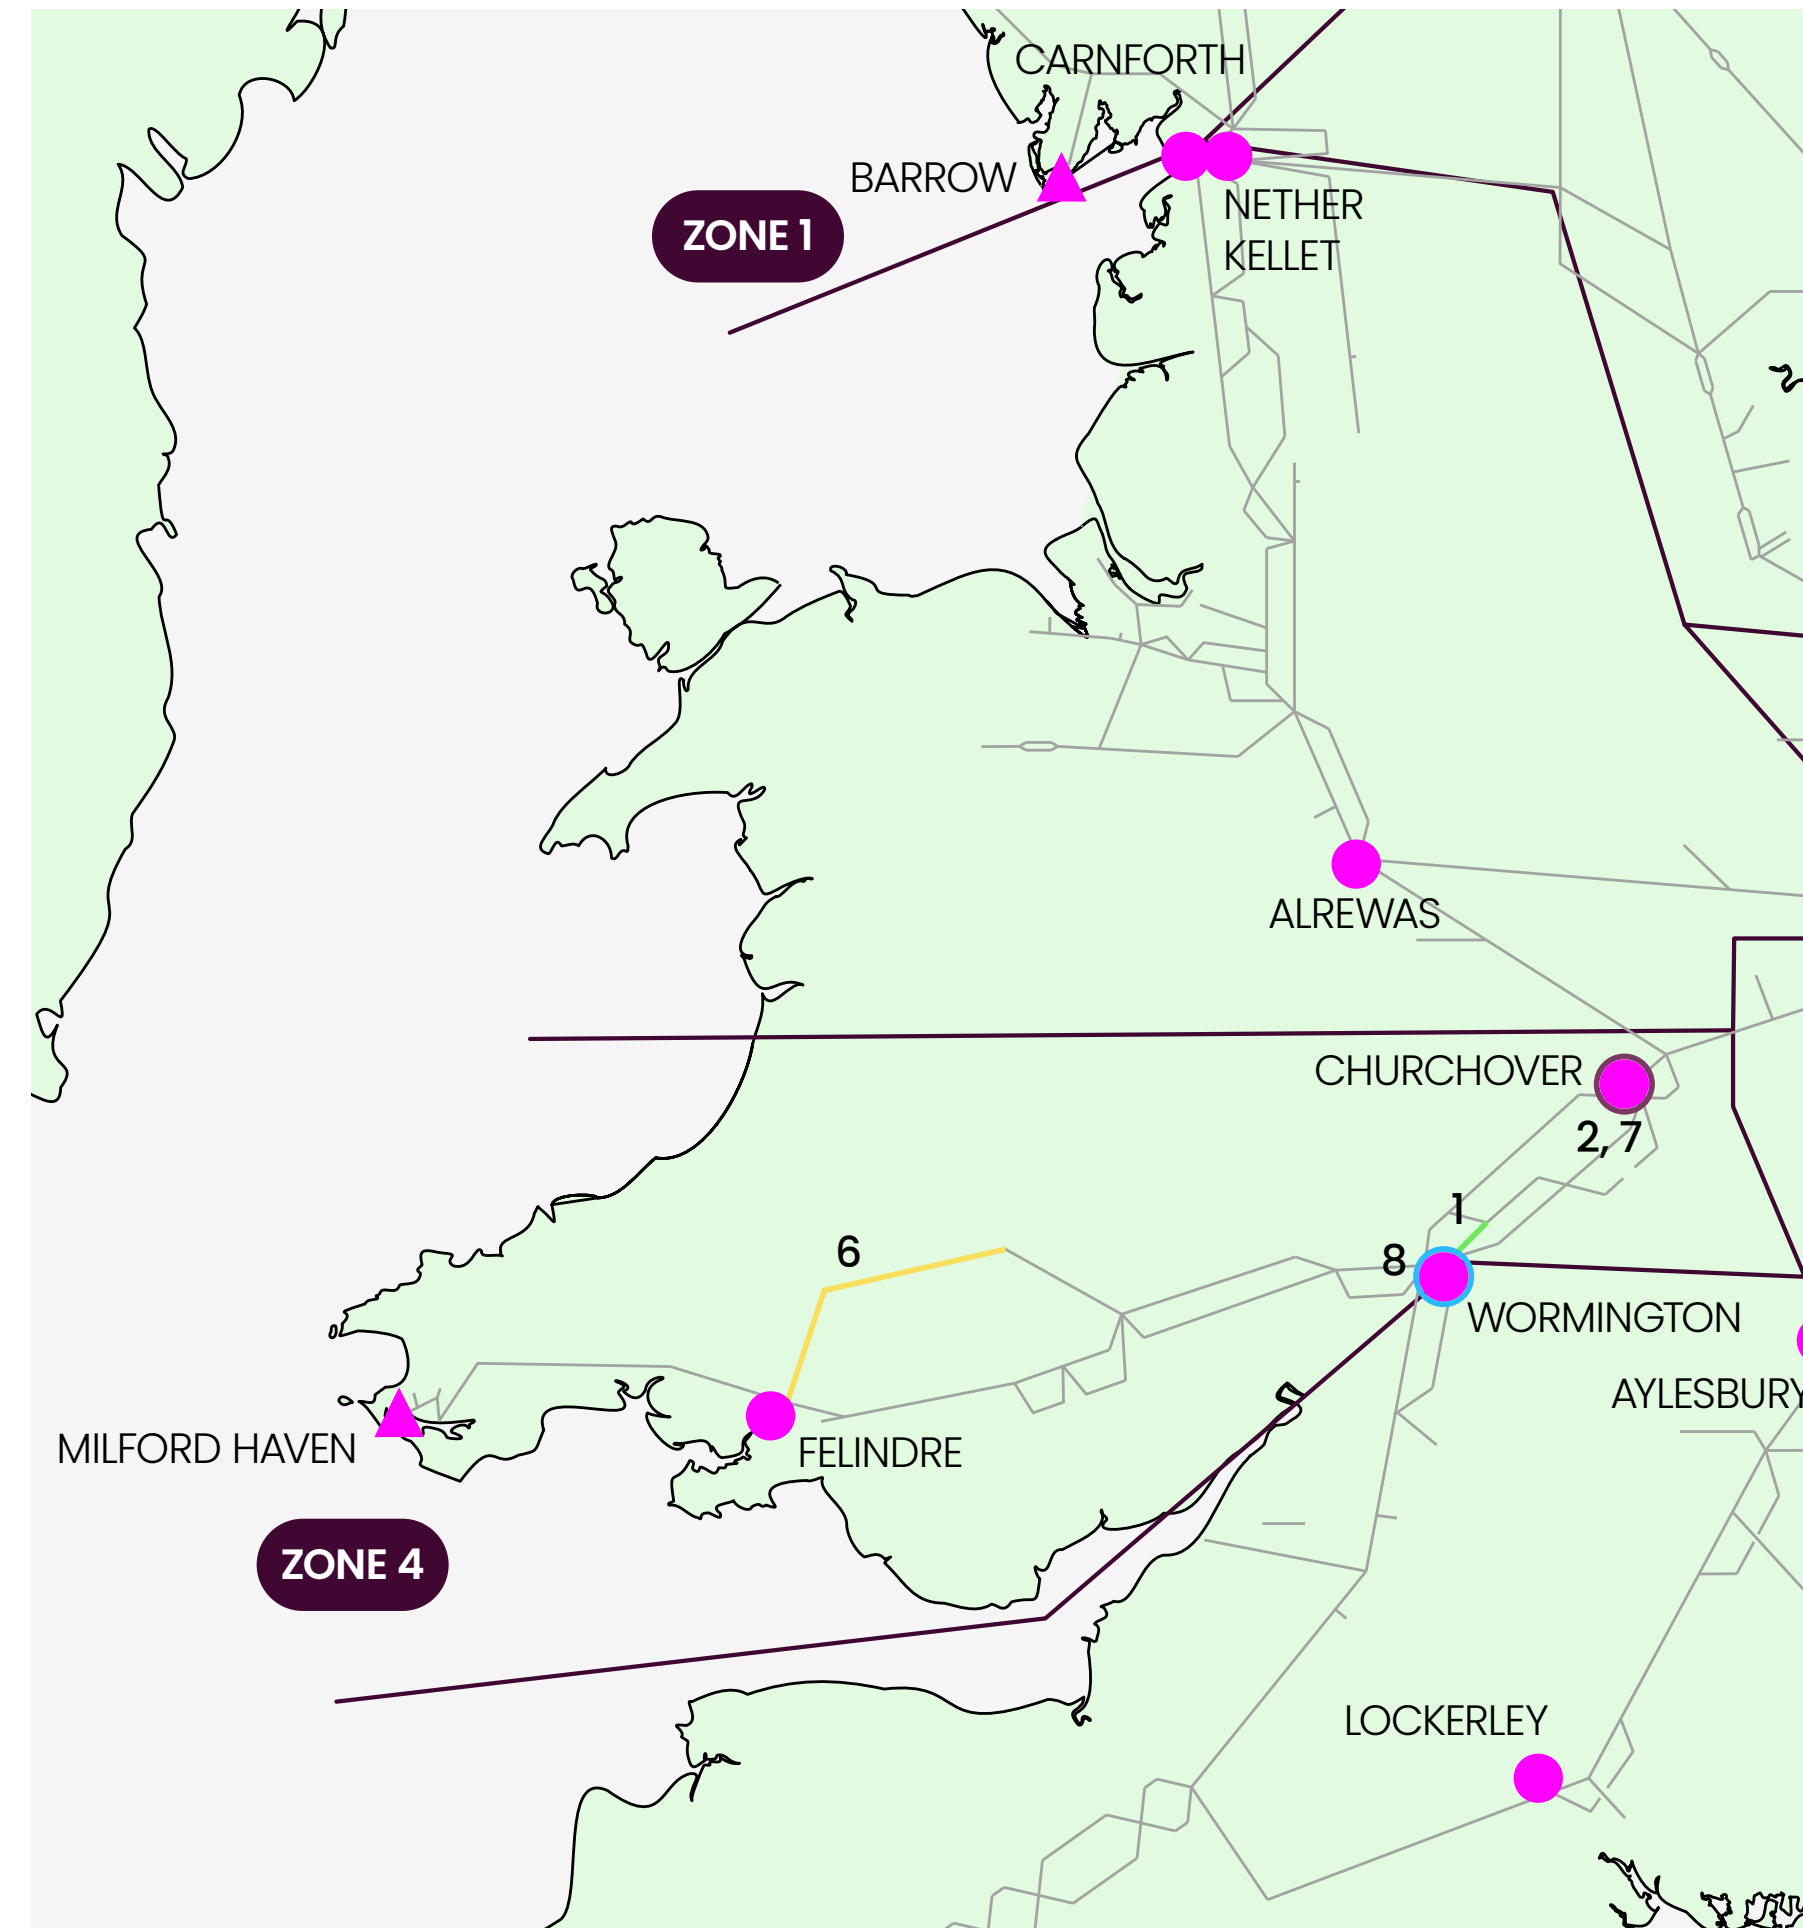 CARNFORTH
BARROW
ZONE 1
NETHER
KELLET
ALREWAS
CHURCHOVER
2, 7
1
6
8
WORMINGTON
AYLESBURY
MILFORD HAVEN
FELINDRE
ZONE 4
LOCKERLEY